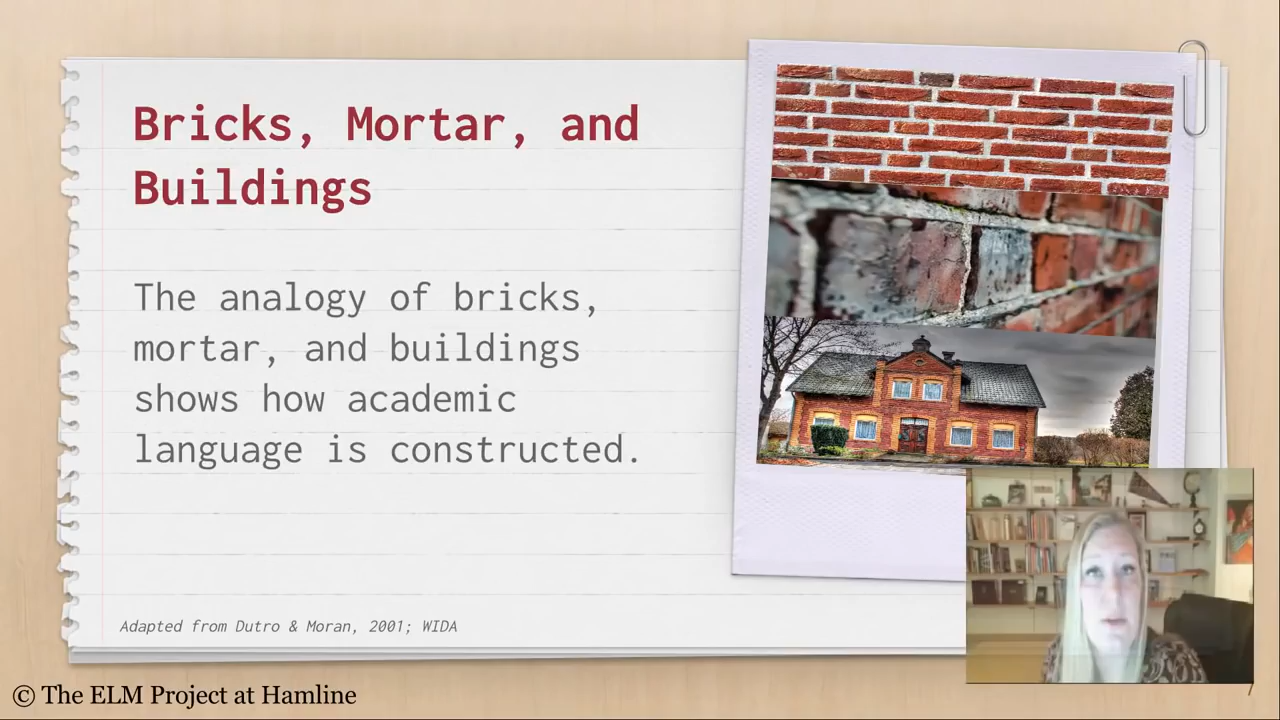 Bricks, Mortar, and
Buildings
The analogy of bricks,
mortar, and buildings
shows how academic
language is constructed.
Adapted from Dutro & Moran, 2001; WIDA
© The ELM Project at Hamline